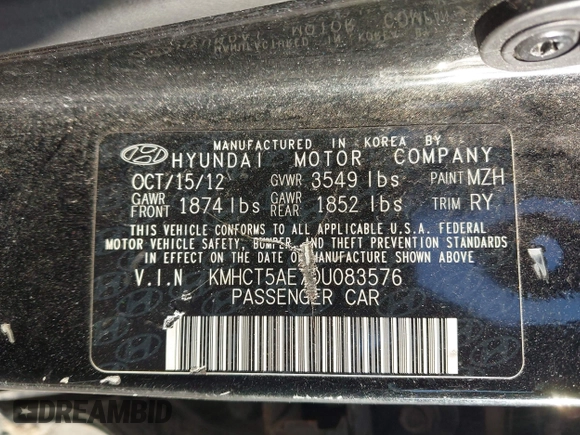 MANUFACTURED IN KOREA BY
HYUNDAI MOTOR COMPANY
OCT/15/12 GVWR 3549 lbs PAINT MZH
GAWR FRONT 1874 lbs GAWR REAR 1852 lbs TRIM RY
THIS VEHICLE CONFORMS TO ALL APPLICABLE U.S.A. FEDERAL
MOTOR VEHICLE SAFETY, BUMPER, AND THEFT PREVENTION STANDARDS
IN EFFECT ON THE DATE OF MANUFACTURE SHOWN ABOVE
V.I.N KMHCT5AE7DU083576
PASSENGER CAR
DREAMBID